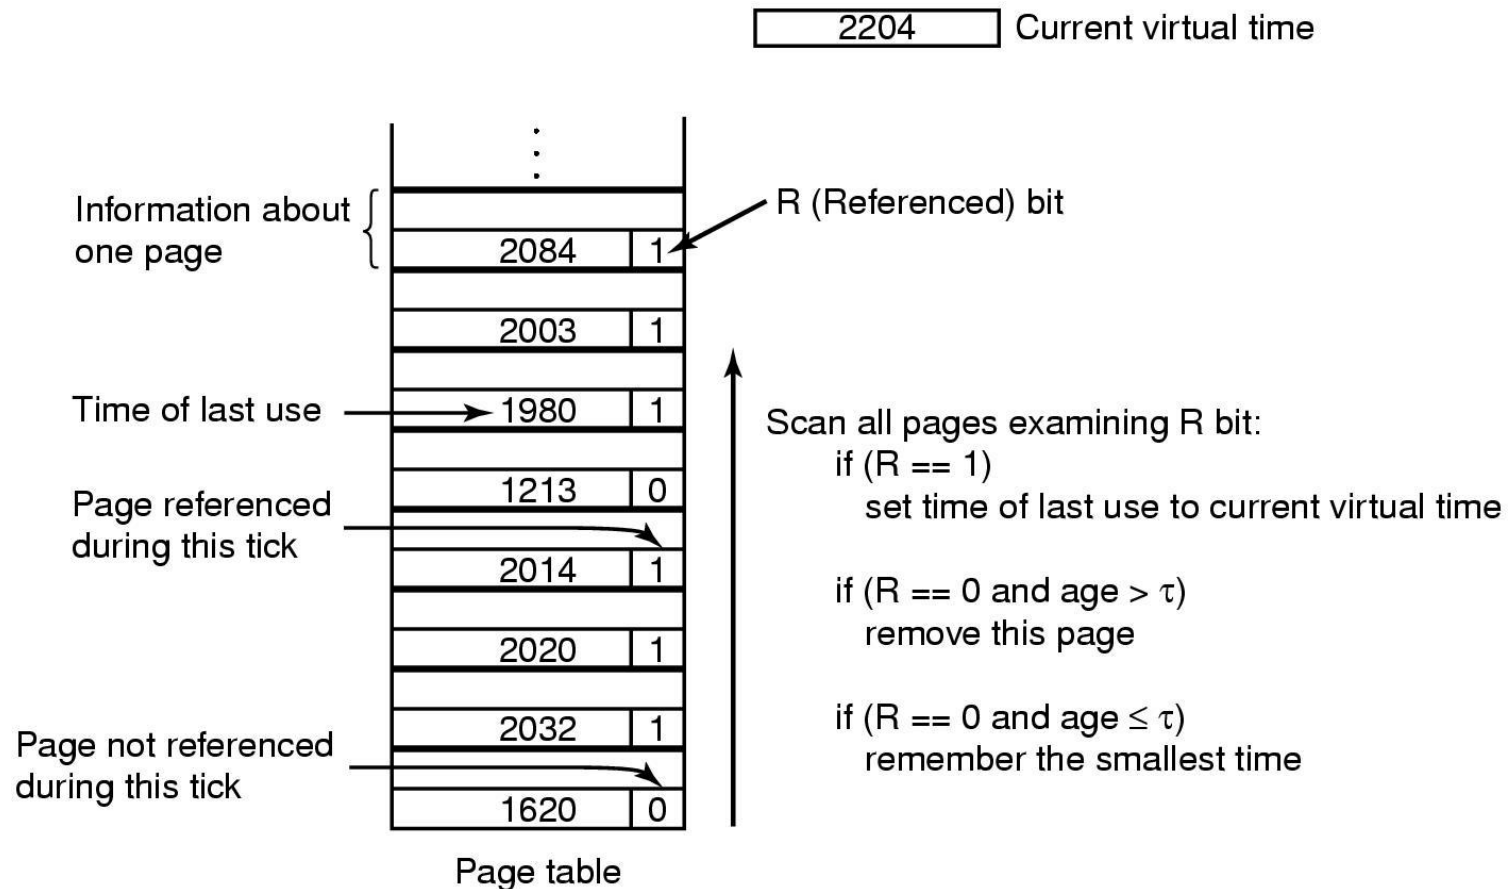 2204 Current virtual time
Information about
one page
R (Referenced) bit
2084 1
2003 1
Time of last use
1980 1
1213 0
Page referenced
during this tick
2014 1
2020 1
2032 1
Page not referenced
during this tick
1620 0
Page table
Scan all pages examining R bit:
if (R == 1)
set time of last use to current virtual time
if (R == 0 and age > τ)
remove this page
if (R == 0 and age ≤ τ)
remember the smallest time